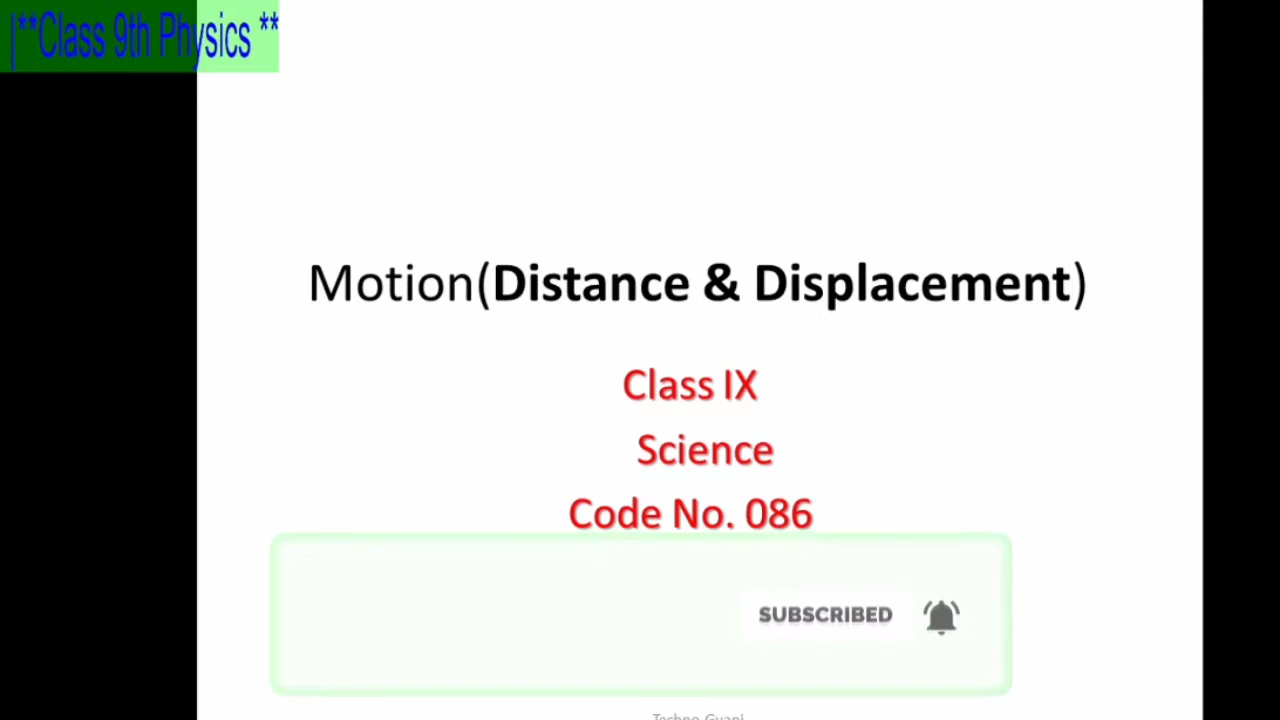 |**Class 9th Physics **
Motion(Distance & Displacement)
Class IX
Science
Code No. 086
SUBSCRIBED